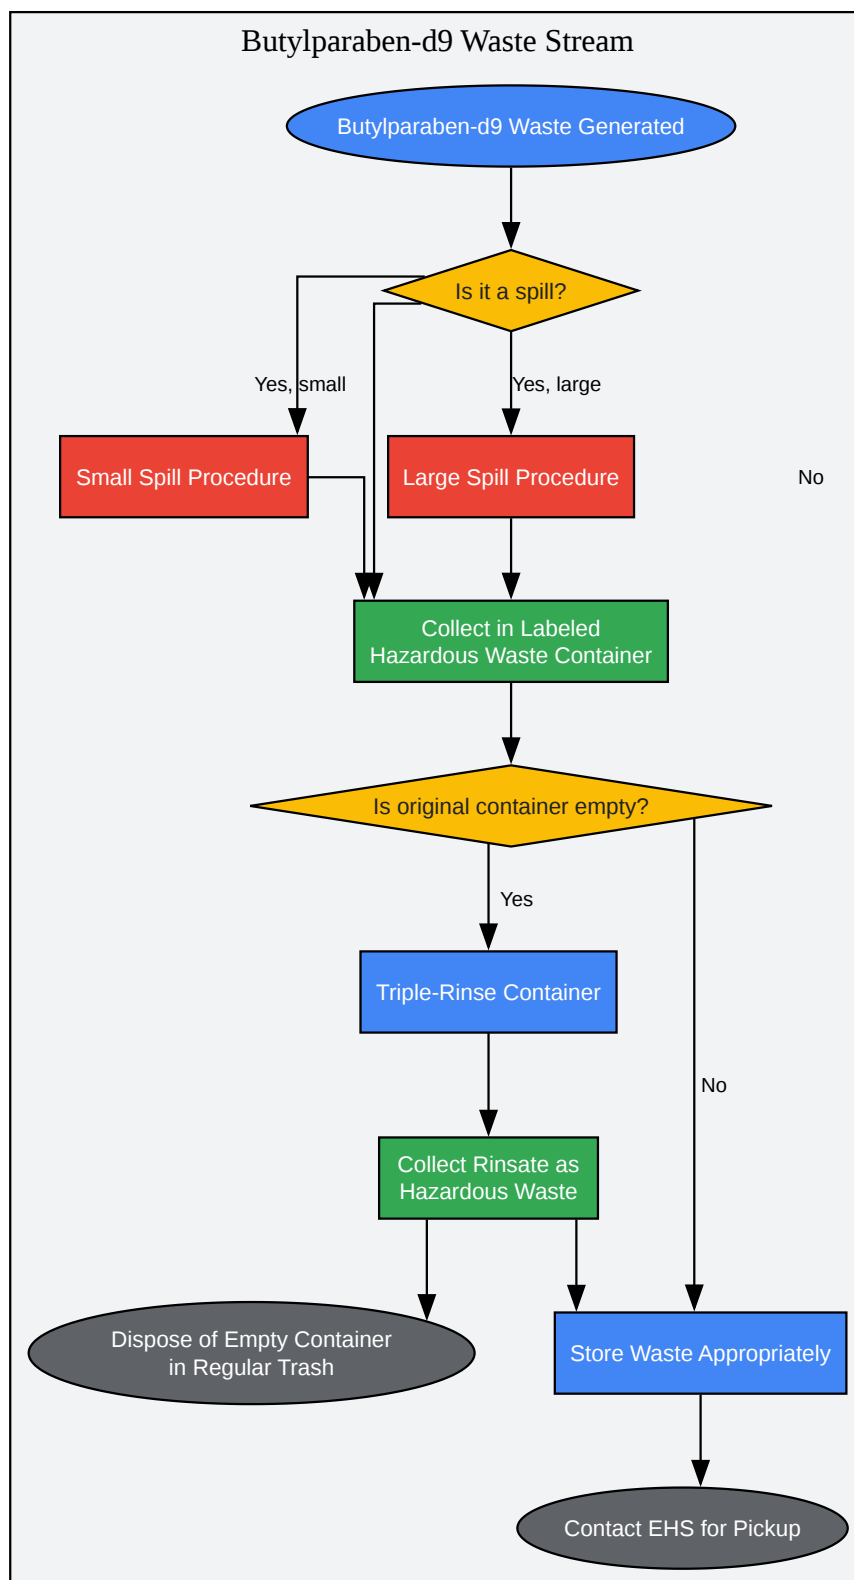 Butylparaben-d9 Waste Stream
Butylparaben-d9 Waste Generated
Is it a spill?
Yes, small
Yes, large
Small Spill Procedure
Large Spill Procedure
No
Collect in Labeled
Hazardous Waste Container
Is original container empty?
Yes
Triple-Rinse Container
No
Collect Rinsate as
Hazardous Waste
Dispose of Empty Container
in Regular Trash
Store Waste Appropriately
Contact EHS for Pickup